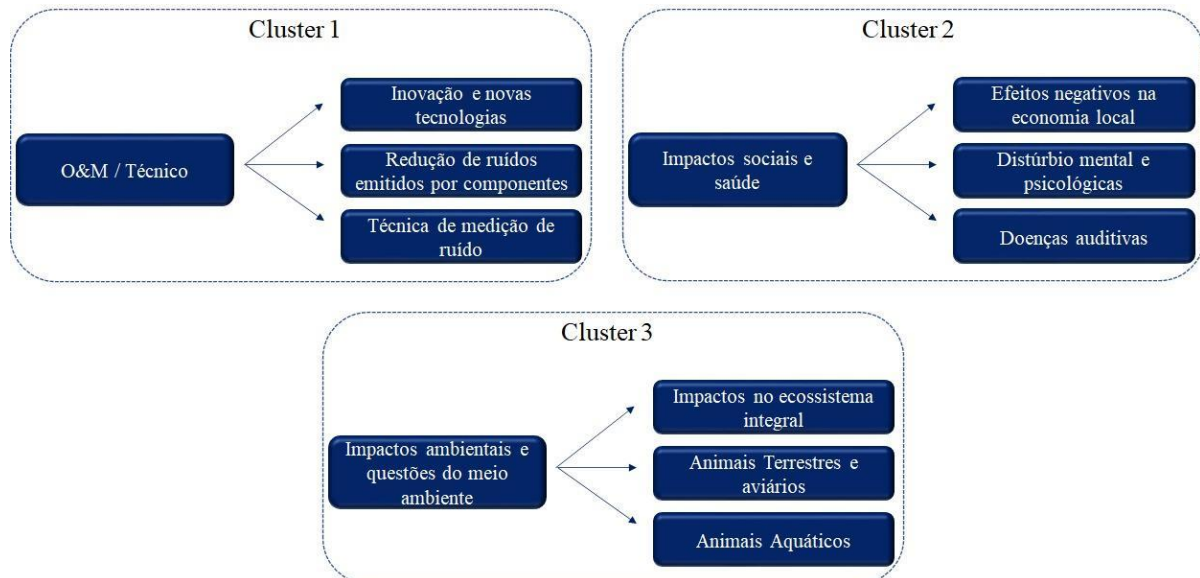 Cluster 1
O&M / Técnico
Inovação e novas
tecnologias
Redução de ruídos
emitidos por componentes
Técnica de medição de
ruído
Cluster 2
Impactos sociais e
saúde
Efeitos negativos na
economia local
Distúrbio mental e
psicológicas
Doenças auditivas
Cluster 3
Impactos ambientais e
questões do meio
ambiente
Impactos no ecossistema
integral
Animais Terrestres e
aviários
Animais Aquáticos